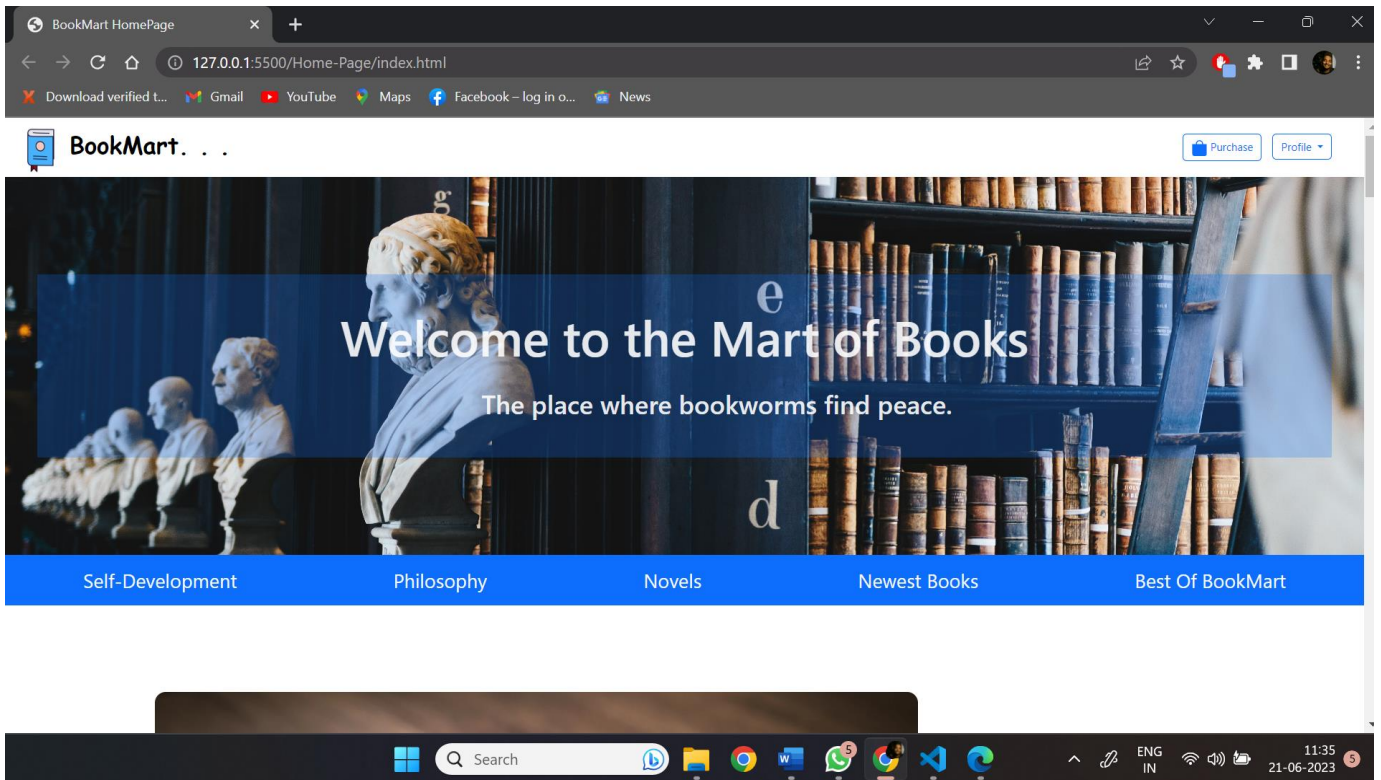 BookMart HomePage
127.0.0.1:5500/Home-Page/index.html
Download verified t... Gmail YouTube Maps Facebook – log in o... News
BookMart. . .
Purchase Profile
g
e
Welcome to the Mart of Books
The place where bookworms find peace.
d
Self-Development Philosophy Novels Newest Books Best Of BookMart
Search 5 ENG 11:35 5
IN 21-06-2023